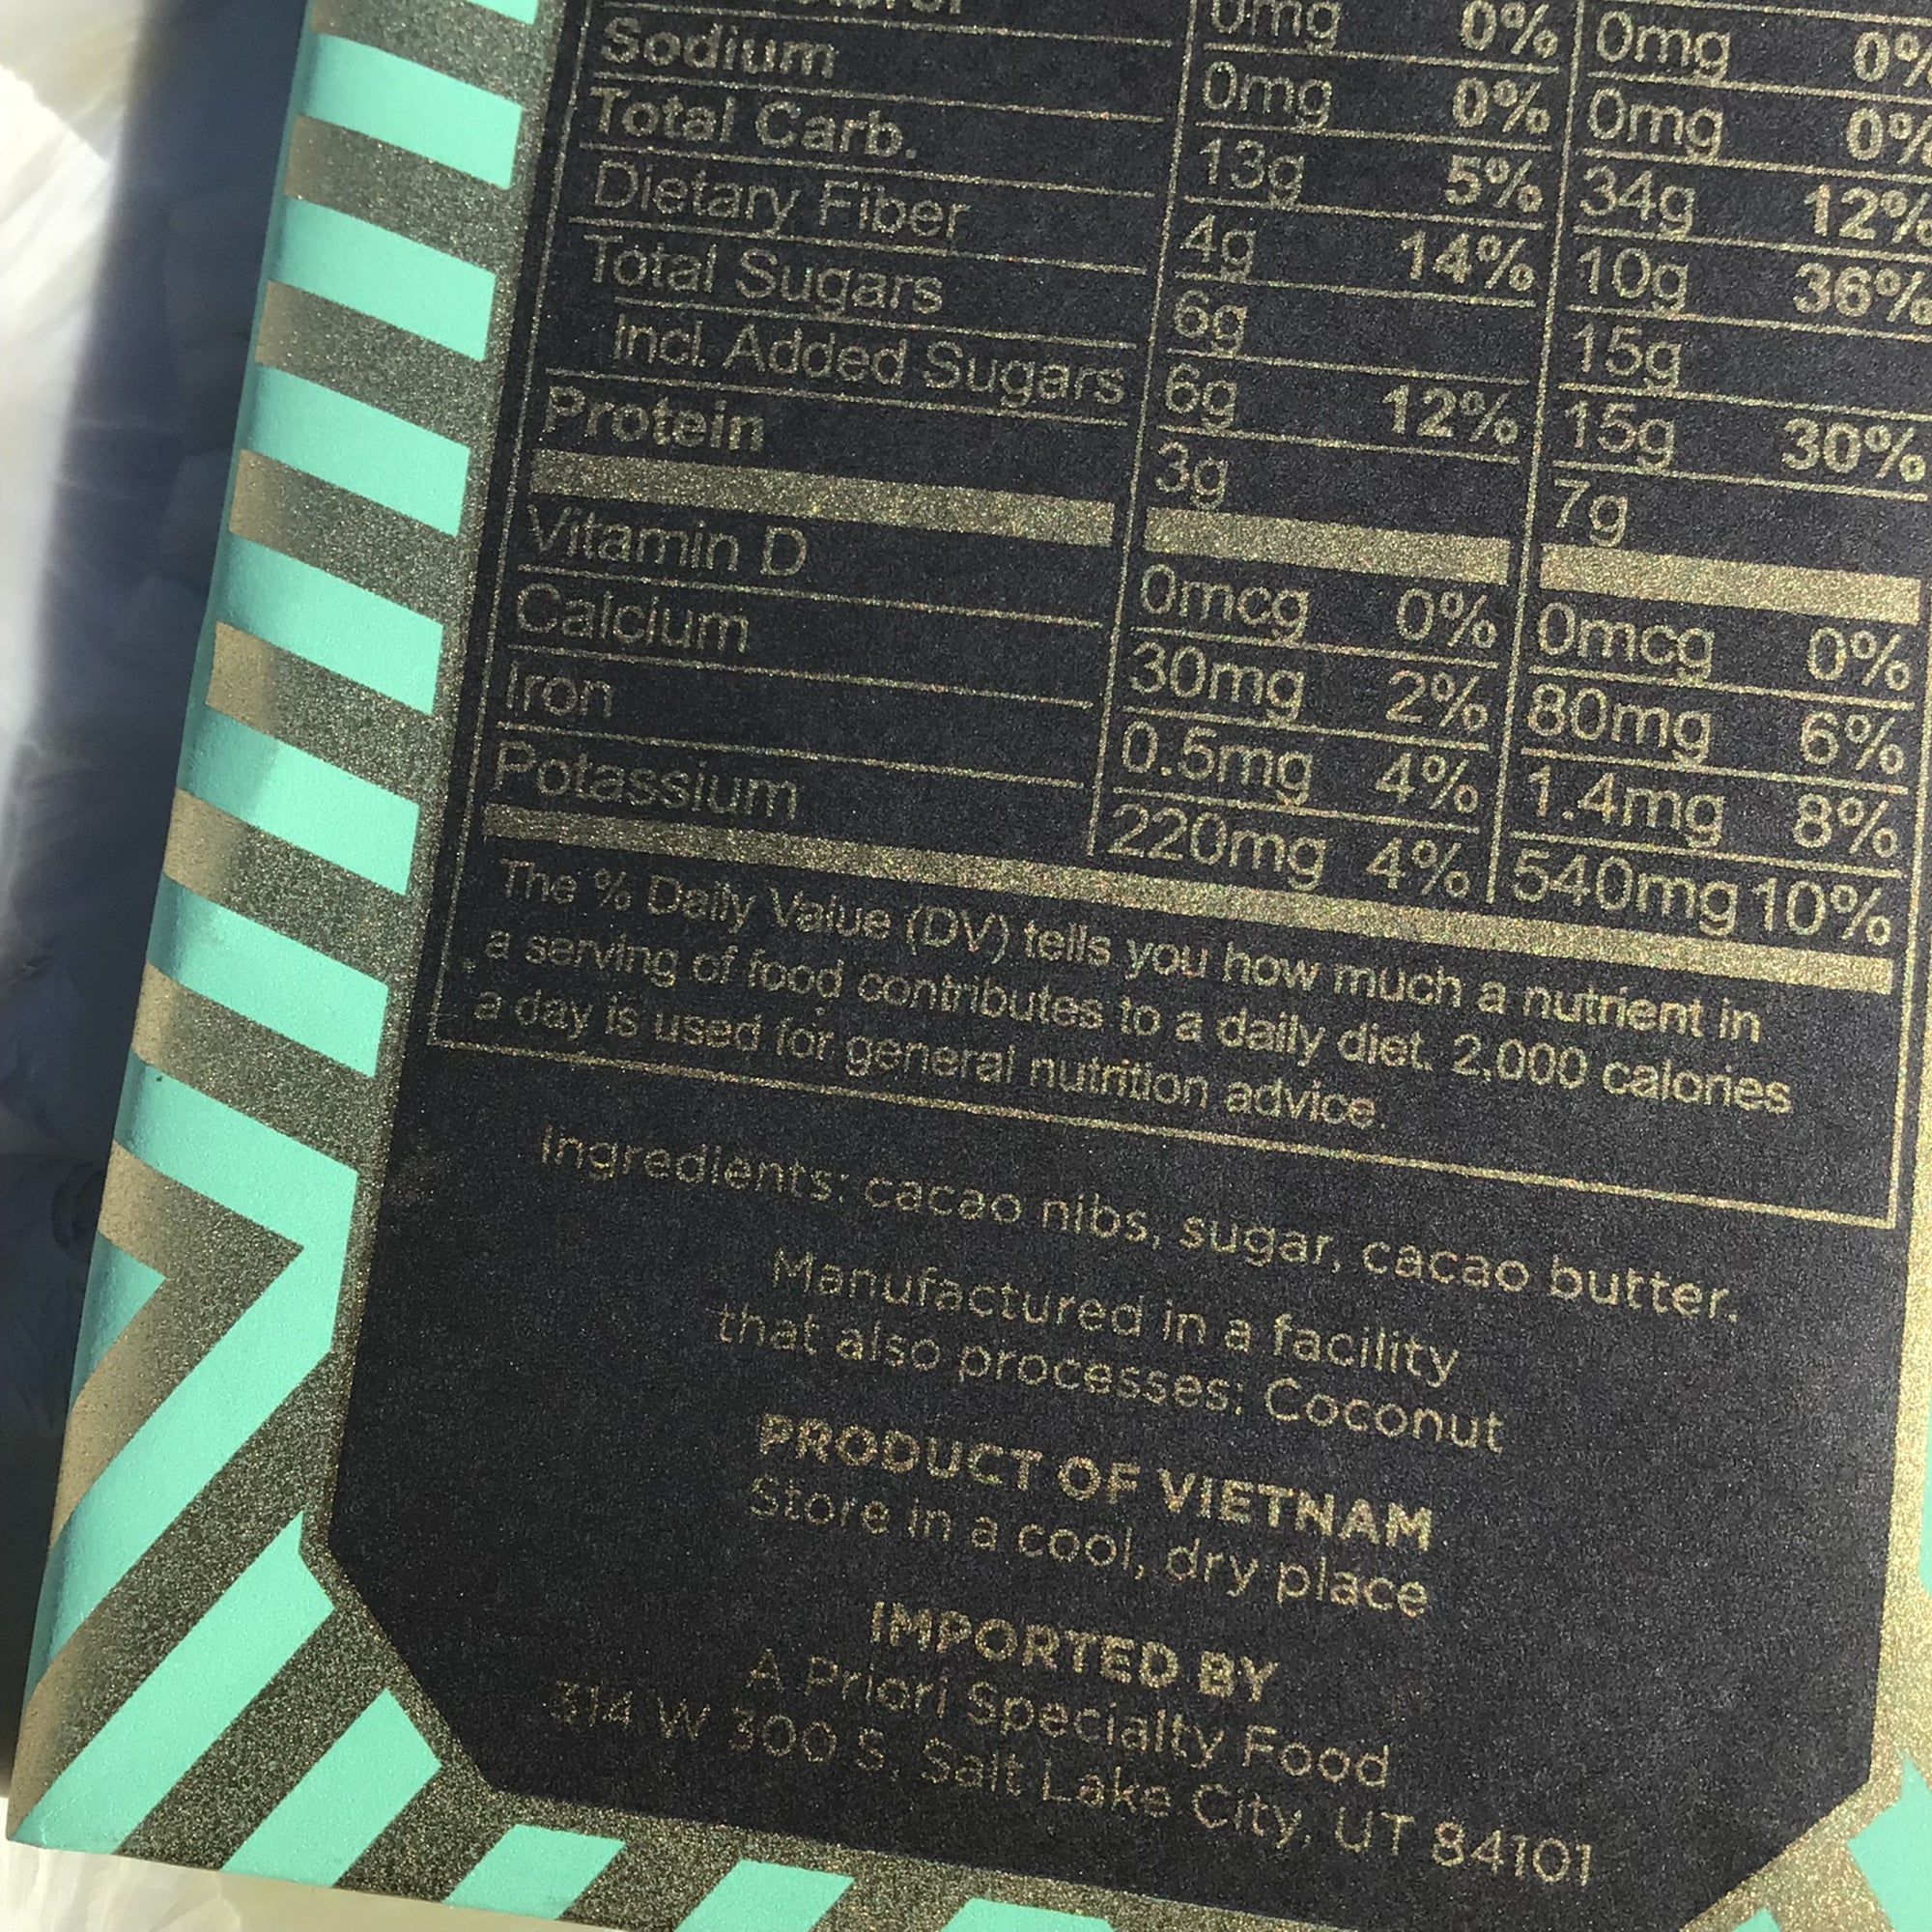 0mg 0% 0mg 0%
Sodium 0mg 0% 0mg 0%
Total Carb. 13g 5% 34g 12%
Dietary Fiber 4g 14% 10g 36%
Total Sugars 6g 15g
Incl. Added Sugars 6g 12% 15g 30%
Protein 3g 7g
Vitamin D 0mcg 0% 0mcg 0%
Calcium 30mg 2% 80mg 6%
Iron 0.5mg 4% 1.4mg 8%
Potassium 220mg 4% 540mg 10%
The % Daily Value (DV) tells you how much a nutrient in
a serving of food contributes to a daily diet. 2,000 calories
a day is used for general nutrition advice.
Ingredients: cacao nibs, sugar, cacao butter.
Manufactured in a facility
that also processes: Coconut
PRODUCT OF VIETNAM
Store in a cool, dry place
IMPORTED BY
A Priori Specialty Food
314 W 300 S, Salt Lake City, UT 84101